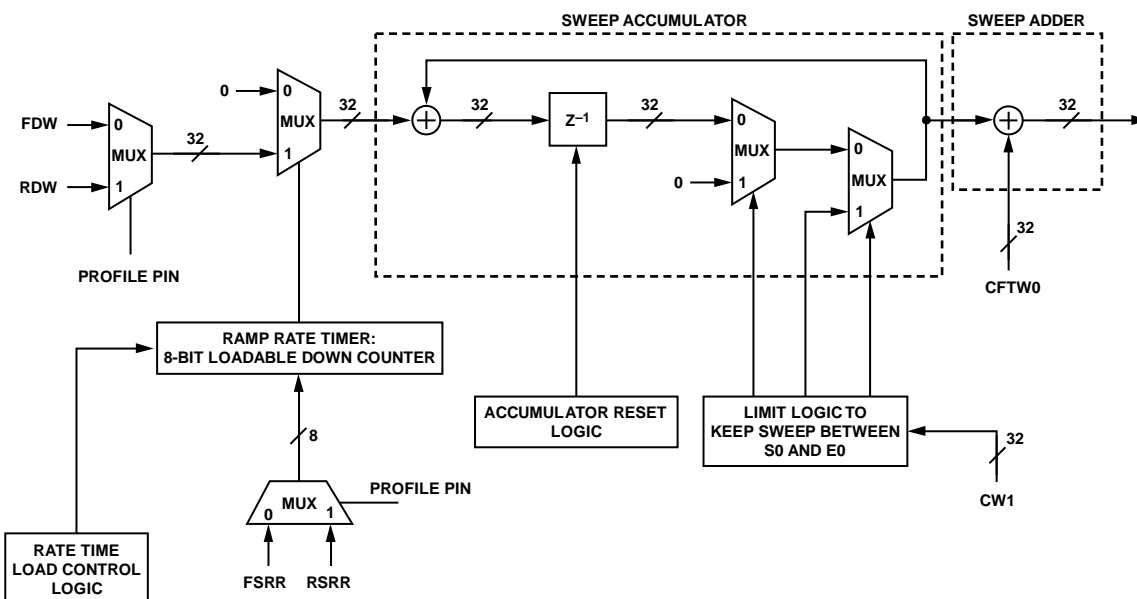 SWEEP ACCUMULATOR
SWEEP ADDER
FDW
RDW
0
MUX
1
PROFILE PIN
32
0
0
MUX
1
32
32
Z–1
32
0
MUX
1
0
0
MUX
1
32
32
CFTW0
RAMP RATE TIMER:
8-BIT LOADABLE DOWN COUNTER
8
MUX
0
1
PROFILE PIN
FSRR
RSRR
RATE TIME
LOAD CONTROL
LOGIC
ACCUMULATOR RESET
LOGIC
LIMIT LOGIC TO
KEEP SWEEP BETWEEN
S0 AND E0
32
CW1